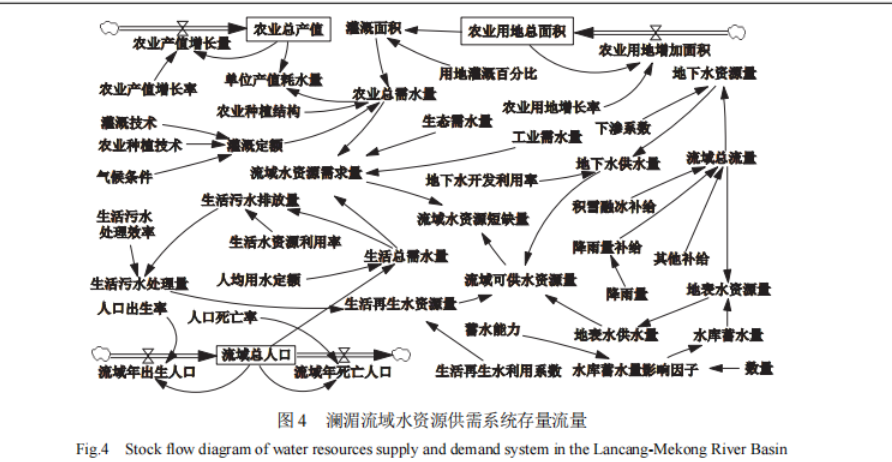 农业总产值
灌溉面积
农业用地总面积
农业产值增长量
农业用地增加面积
用地灌溉百分比
地下水资源量
农业产值增长率
单位产值耗水量
农业总需水量
农业种植结构
农业用地增长率
灌溉技术
生态需水量
下渗系数
农业种植技术
灌溉定额
工业需水量
气候条件
流域水资源需求量
地下水供水量
流域总流量
地下水开发利用率
生活污水排放量
积雪融冰补给
生活污水
处理效率
流域水资源短缺量
生活水资源利用率
降雨量补给
生活总需水量
其他补给
生活污水处理量
人均用水定额
流域可供水资源量
降雨量
地表水资源量
人口出生率
人口死亡率
生活再生水资源量
蓄水能力
地表水供水量
水库蓄水量
流域总人口
流域年出生人口
流域年死亡人口
生活再生水利用系数
水库蓄水量影响因子
数量
图 4 澜湄流域水资源供需系统存量流量
Fig.4 Stock flow diagram of water resources supply and demand system in the Lancang-Mekong River Basin